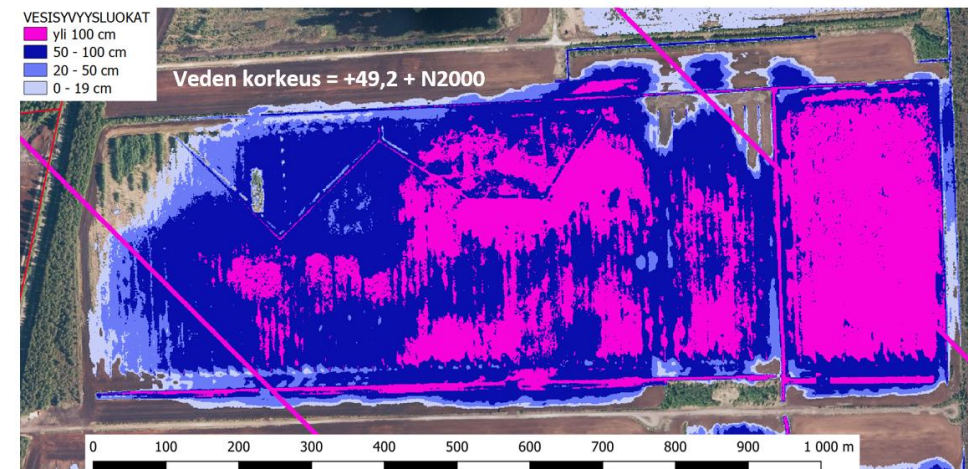 VESISYVYYSLUOKAT
yli 100 cm
50 - 100 cm
20 - 50 cm
0 - 19 cm
Veden korkeus = +49,2 + N2000
0 100 200 300 400 500 600 700 800 900 1 000 m